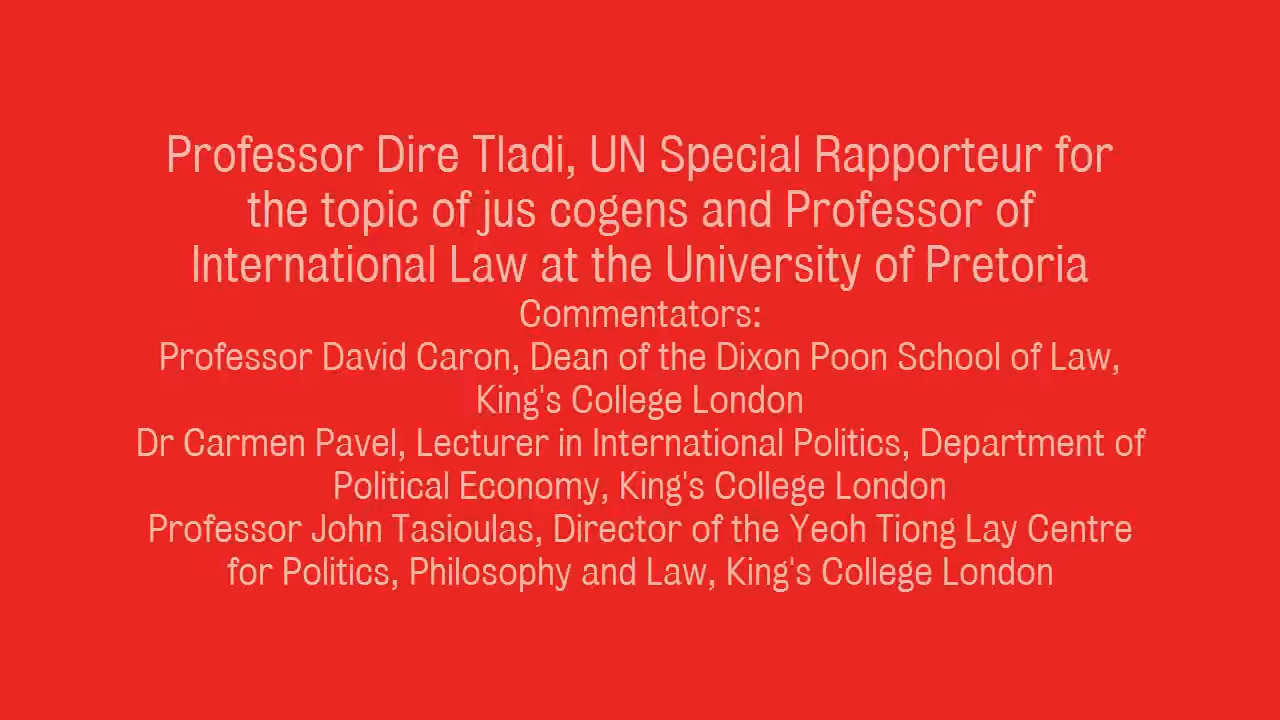 Professor Dire Tladi, UN Special Rapporteur for
the topic of jus cogens and Professor of
International Law at the University of Pretoria
Commentators:
Professor David Caron, Dean of the Dixon Poon School of Law,
King's College London
Dr Carmen Pavel, Lecturer in International Politics, Department of
Political Economy, King's College London
Professor John Tasioulas, Director of the Yeoh Tiong Lay Centre
for Politics, Philosophy and Law, King's College London